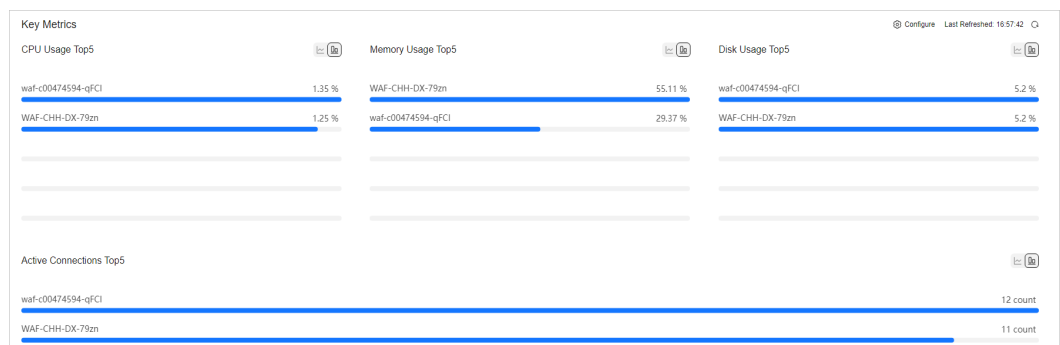 Key Metrics
Configure Last Refreshed: 16:57:42
CPU Usage Top5
waf-c00474594-qFCI 1.35 %
WAF-CHH-DX-79zn 1.25 %
Memory Usage Top5
WAF-CHH-DX-79zn 55.11 %
waf-c00474594-qFCI 29.37 %
Disk Usage Top5
waf-c00474594-qFCI 5.2 %
WAF-CHH-DX-79zn 5.2 %
Active Connections Top5
waf-c00474594-qFCI 12 count
WAF-CHH-DX-79zn 11 count